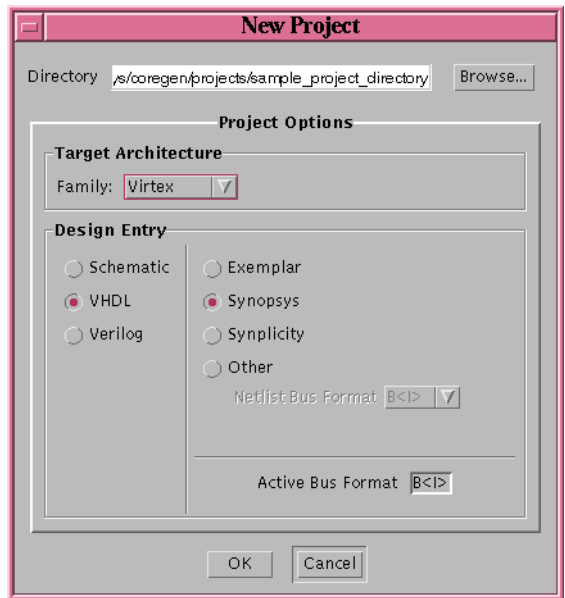 New Project
Directory /s/coregen/projects/sample_project_directory Browse...
Project Options
Target Architecture
Family: Virtex
Design Entry
Schematic Exemplar
VHDL Synopsys
Verilog Synplicity
Other
Netlist Bus Format B<I>
Active Bus Format B<I>
OK Cancel